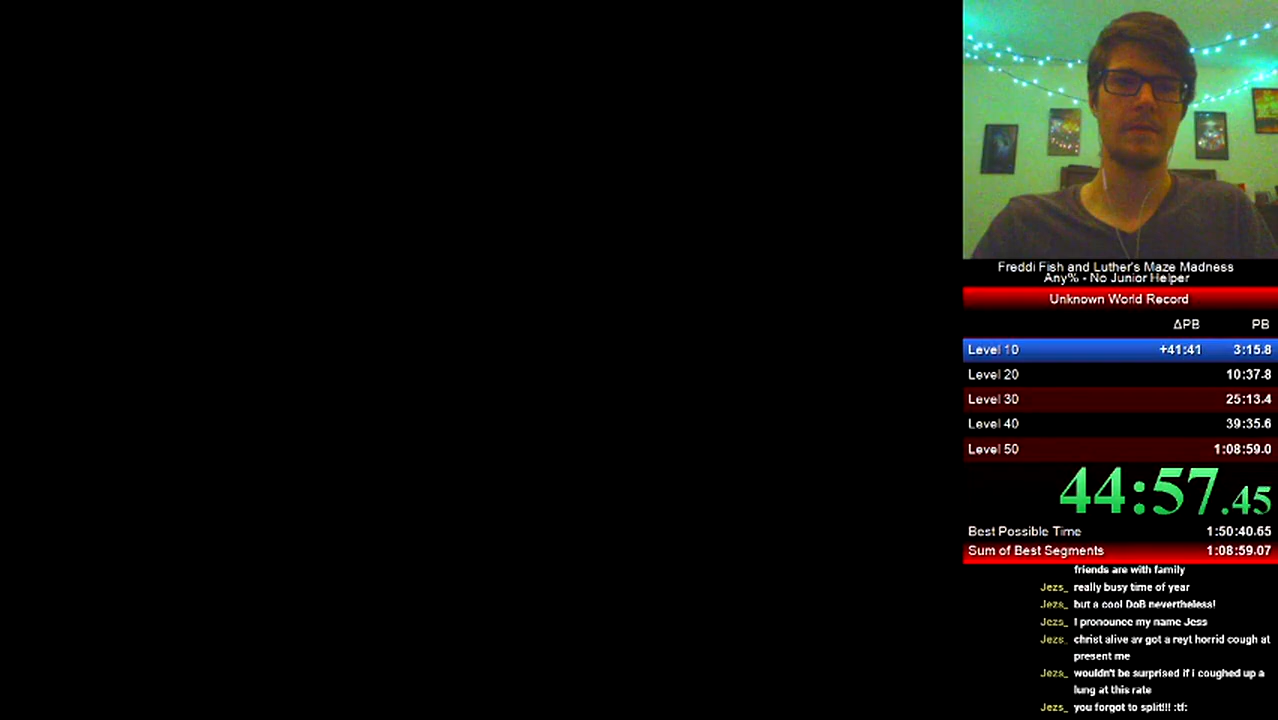 Freddi Fish and Luther's Maze Madness
Any% - No Junior Helper
Unknown World Record
ΔPB PB
Level 10 +41:41 3:15.8
Level 20 10:37.8
Level 30 25:13.4
Level 40 39:35.6
Level 50 1:08:59.0
44:57.45
Best Possible Time 1:50:40.65
Sum of Best Segments 1:08:59.07
friends are with family
Jezs_ really busy time of year
Jezs_ but a cool DoB nevertheless!
Jezs_ I pronounce my name Jess
Jezs_ christ alive av got a reyt horrid cough at
present me
Jezs_ wouldn't be surprised if i coughed up a
lung at this rate
Jezs_ you forgot to split!!! :tf: